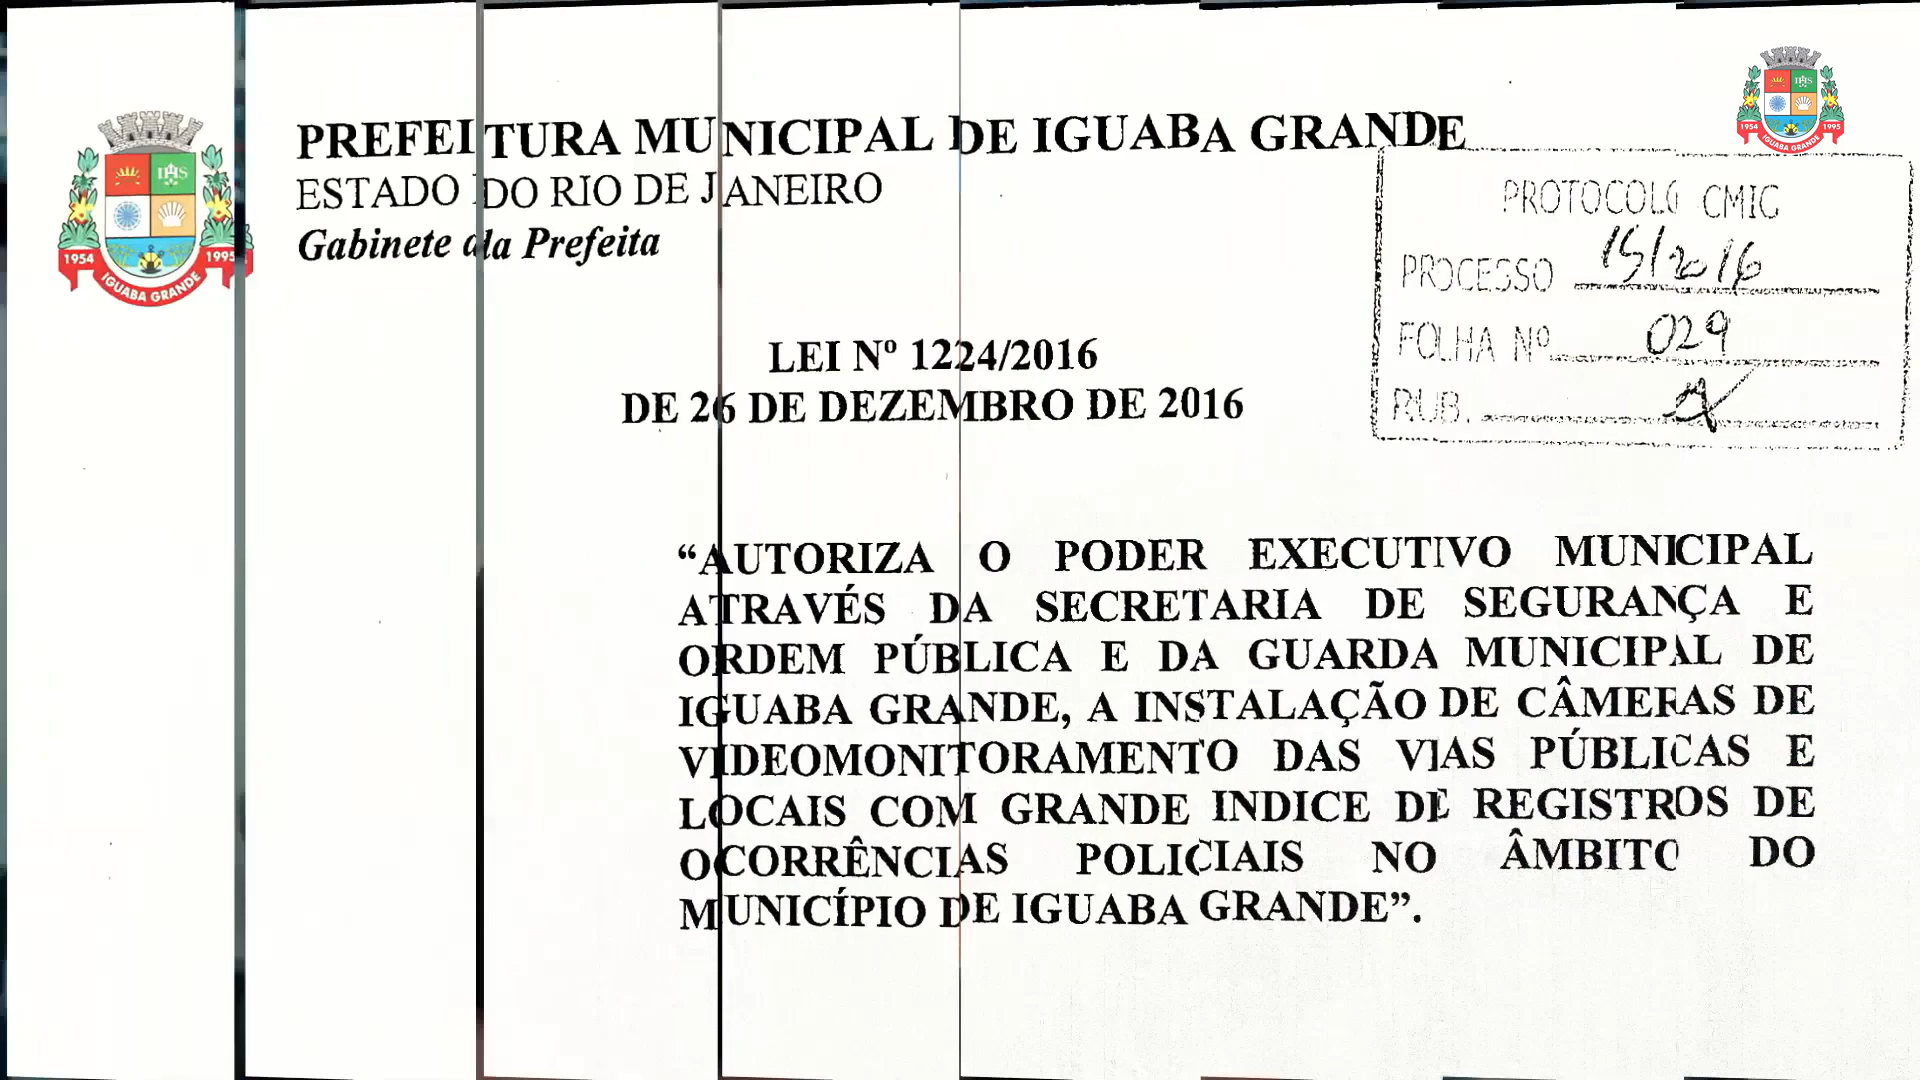 PREFEITURA MUNICIPAL DE IGUABA GRANDE
ESTADO DO RIO DE JANEIRO
Gabinete da Prefeita
1954 1995
IGUABA GRANDE
1954 1995
IGUABA GRANDE
PROTOCOLO CMIG
PROCESSO 15/2016
FOLHA Nº 029
RUB.
LEI Nº 1224/2016
DE 26 DE DEZEMBRO DE 2016
“AUTORIZA O PODER EXECUTIVO MUNICIPAL
ATRAVÉS DA SECRETARIA DE SEGURANÇA E
ORDEM PÚBLICA E DA GUARDA MUNICIPAL DE
IGUABA GRANDE, A INSTALAÇÃO DE CÂMERAS DE
VIDEOMONITORAMENTO DAS VIAS PÚBLICAS E
LOCAIS COM GRANDE INDICE DE REGISTROS DE
OCORRÊNCIAS POLICIAIS NO ÂMBITO DO
MUNICÍPIO DE IGUABA GRANDE”.